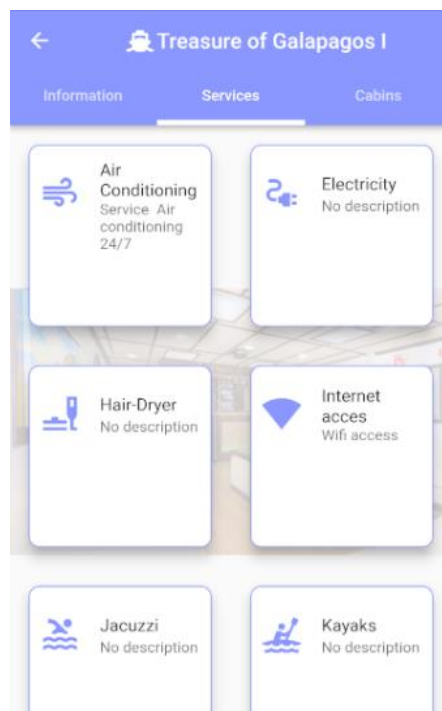 Treasure of Galapagos I
Information Services Cabins
Air
Conditioning
Service Air
conditioning
24/7
Electricity
No description
Hair-Dryer
No description
Internet
acces
Wifi access
Jacuzzi
No description
Kayaks
No description